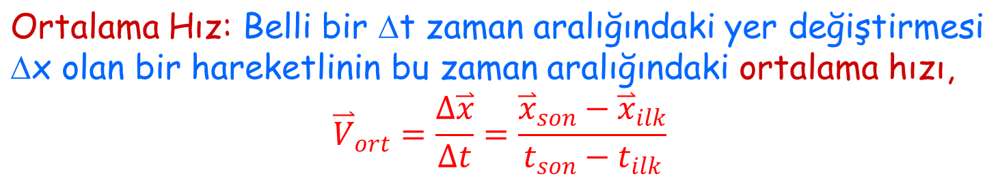 Ortalama Hız: Belli bir Δt zaman aralığındaki yer değiştirmesi
Δx olan bir hareketlinin bu zaman aralığındaki ortalama hızı,
$\vec{V}_{ort} = \frac{\Delta \vec{x}}{\Delta t} = \frac{\vec{x}_{son} - \vec{x}_{ilk}}{t_{son} - t_{ilk}}$